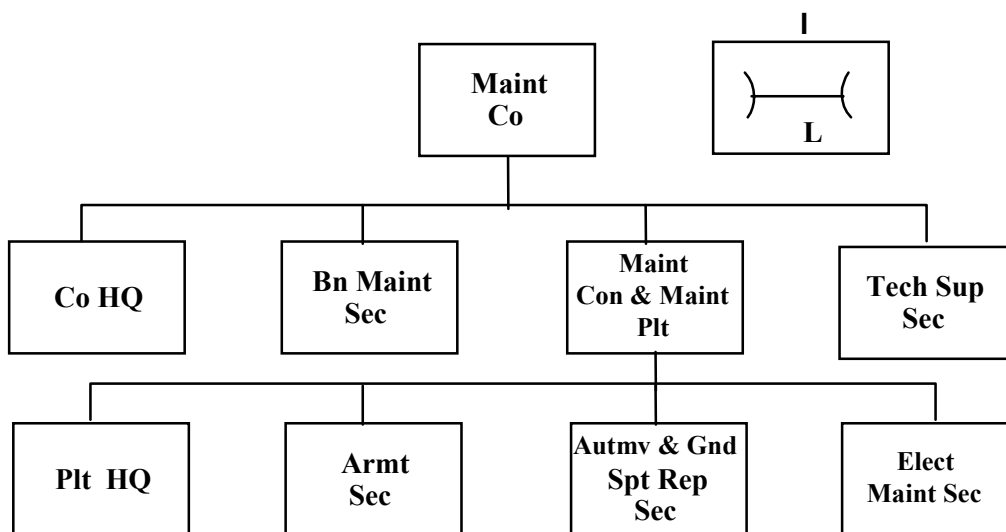 I
Maint
Co
L
Co HQ
Bn Maint
Sec
Maint
Con & Maint
Plt
Tech Sup
Sec
Plt HQ
Armt
Sec
Autmv & Gnd
Spt Rep
Sec
Elect
Maint Sec